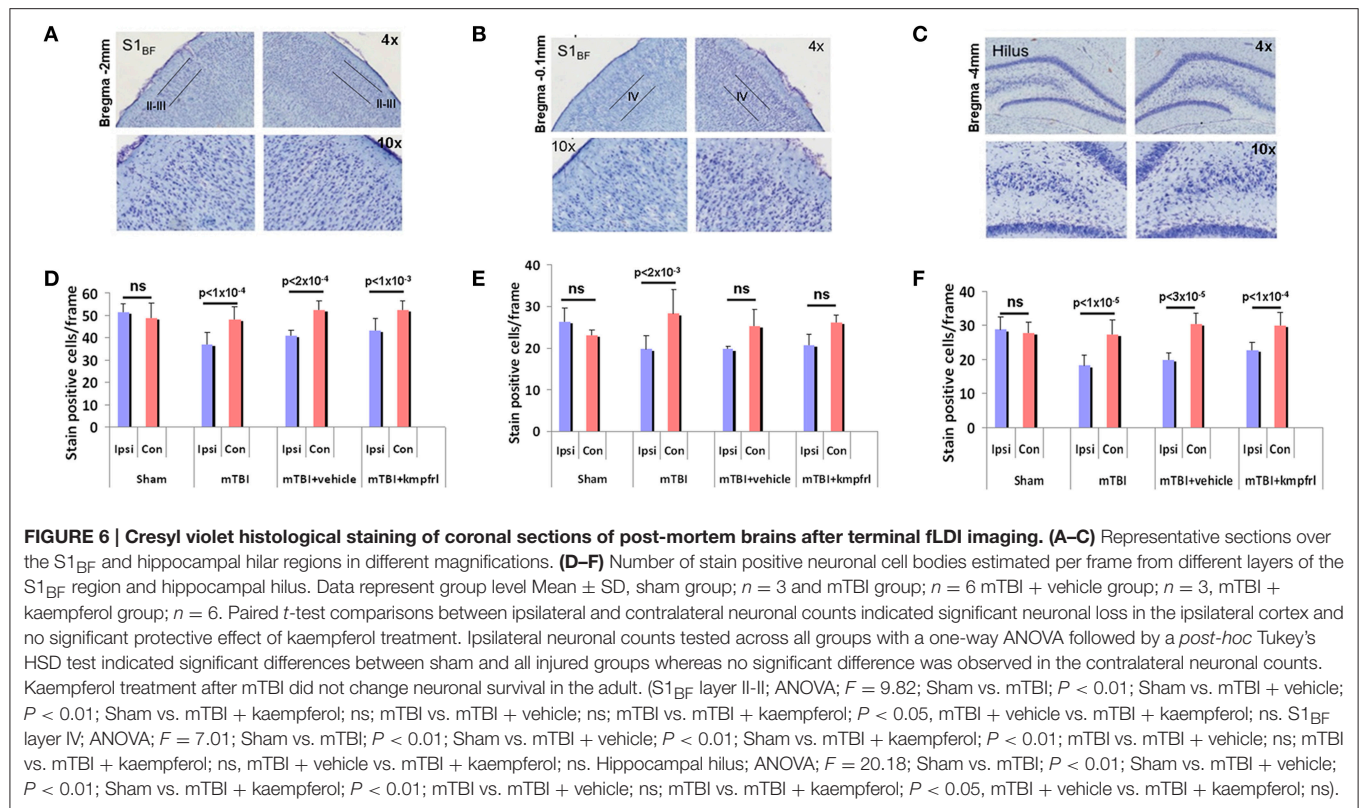 A
B
C
Bregma -2mm
S1BF
4x
II-III
II-III
10x
Bregma -0.1mm
S1BF
4x
IV
IV
10x
Bregma -4mm
Hilus
4x
10x
D
Stain positive cells/frame
60
50
40
30
20
10
0
ns
p<1x10-4
p<2x10-4
p<1x10-3
Ipsi Con Ipsi Con Ipsi Con Ipsi Con
Sham mTBI mTBI+vehicle mTBI+kmpfrl
E
Stain positive cells/frame
40
30
20
10
0
ns
p<2x10-3
ns
ns
Ipsi Con Ipsi Con Ipsi Con Ipsi Con
Sham mTBI mTBI+vehicle mTBI+kmpfrl
F
Stain positive cells/frame
40
30
20
10
0
ns
p<1x10-5
p<3x10-5
p<1x10-4
Ipsi Con Ipsi Con Ipsi Con Ipsi Con
Sham mTBI mTBI+vehicle mTBI+kmpfrl
FIGURE 6 | Cresyl violet histological staining of coronal sections of post-mortem brains after terminal fLDI imaging. (A–C) Representative sections over
the S1BF and hippocampal hilar regions in different magnifications. (D–F) Number of stain positive neuronal cell bodies estimated per frame from different layers of the
S1BF region and hippocampal hilus. Data represent group level Mean ± SD, sham group; n = 3 and mTBI group; n = 6 mTBI + vehicle group; n = 3, mTBI +
kaempferol group; n = 6. Paired t-test comparisons between ipsilateral and contralateral neuronal counts indicated significant neuronal loss in the ipsilateral cortex and
no significant protective effect of kaempferol treatment. Ipsilateral neuronal counts tested across all groups with a one-way ANOVA followed by a post-hoc Tukey's
HSD test indicated significant differences between sham and all injured groups whereas no significant difference was observed in the contralateral neuronal counts.
Kaempferol treatment after mTBI did not change neuronal survival in the adult. (S1BF layer II-II; ANOVA; F = 9.82; Sham vs. mTBI; P < 0.01; Sham vs. mTBI + vehicle;
P < 0.01; Sham vs. mTBI + kaempferol; ns; mTBI vs. mTBI + vehicle; ns; mTBI vs. mTBI + kaempferol; P < 0.05, mTBI + vehicle vs. mTBI + kaempferol; ns. S1BF
layer IV; ANOVA; F = 7.01; Sham vs. mTBI; P < 0.01; Sham vs. mTBI + vehicle; P < 0.01; Sham vs. mTBI + kaempferol; P < 0.01; mTBI vs. mTBI + vehicle; ns; mTBI
vs. mTBI + kaempferol; ns, mTBI + vehicle vs. mTBI + kaempferol; ns. Hippocampal hilus; ANOVA; F = 20.18; Sham vs. mTBI; P < 0.01; Sham vs. mTBI + vehicle;
P < 0.01; Sham vs. mTBI + kaempferol; P < 0.01; mTBI vs. mTBI + vehicle; ns; mTBI vs. mTBI + kaempferol; P < 0.05, mTBI + vehicle vs. mTBI + kaempferol; ns).